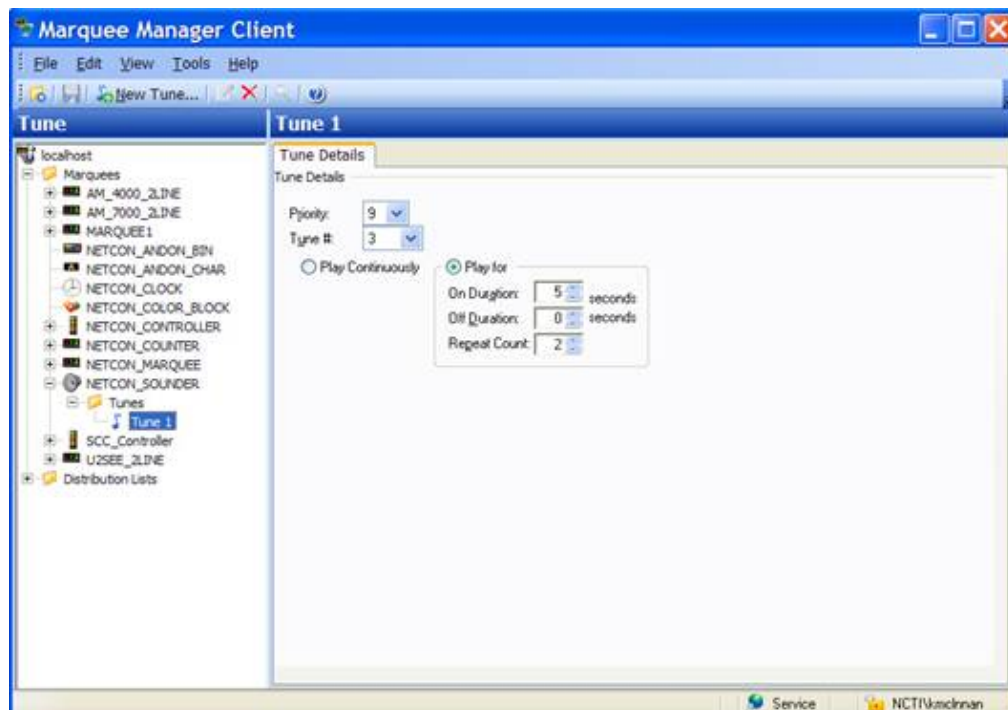 Marquee Manager Client
File Edit View Tools Help
New Tune...
Tune
Tune 1
localhost
Marquees
AM_4000_2LINE
AM_7000_2LINE
MARQUEE1
NETCON_ANDON_BIN
NETCON_ANDON_CHAR
NETCON_CLOCK
NETCON_COLOR_BLOCK
NETCON_CONTROLLER
NETCON_COUNTER
NETCON_MARQUEE
NETCON_SOUNDER
Tunes
Tune 1
SCC_Controller
U2SEE_2LINE
Distribution Lists
Tune Details
Tune Details
Priority: 9
Tune #: 3
Play Continuously
Play for
On Duration: 5 seconds
Off Duration: 0 seconds
Repeat Count: 2
Service
NCTI\kmclnnan